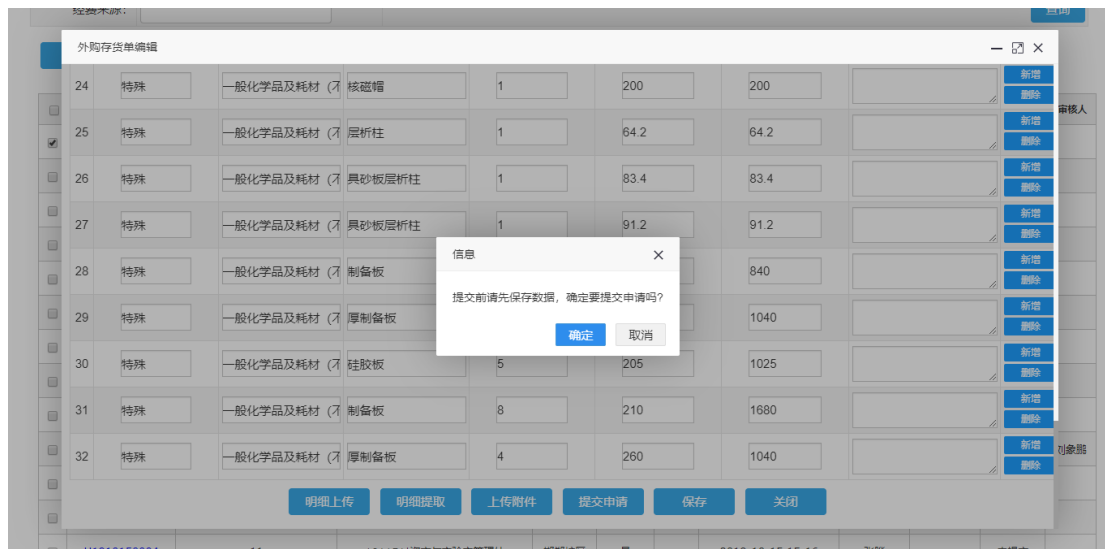 经费来源：
查询
外购存货单编辑
24 特殊 一般化学品及耗材（不 核磁帽 1 200 200 新增 删除
审核人
25 特殊 一般化学品及耗材（不 层析柱 1 64.2 64.2 新增 删除
26 特殊 一般化学品及耗材（不 具砂板层析柱 1 83.4 83.4 新增 删除
27 特殊 一般化学品及耗材（不 具砂板层析柱 1 91.2 91.2 新增 删除
信息
28 特殊 一般化学品及耗材（不 制备板 840 新增 删除
提交前请先保存数据，确定要提交申请吗?
29 特殊 一般化学品及耗材（不 厚制备板 1040 新增 删除
确定 取消
30 特殊 一般化学品及耗材（不 硅胶板 5 205 1025 新增 删除
31 特殊 一般化学品及耗材（不 制备板 8 210 1680 新增 删除
32 特殊 一般化学品及耗材（不 厚制备板 4 260 1040 新增 删除
刘象鹏
明细上传 明细提取 上传附件 提交申请 保存 关闭